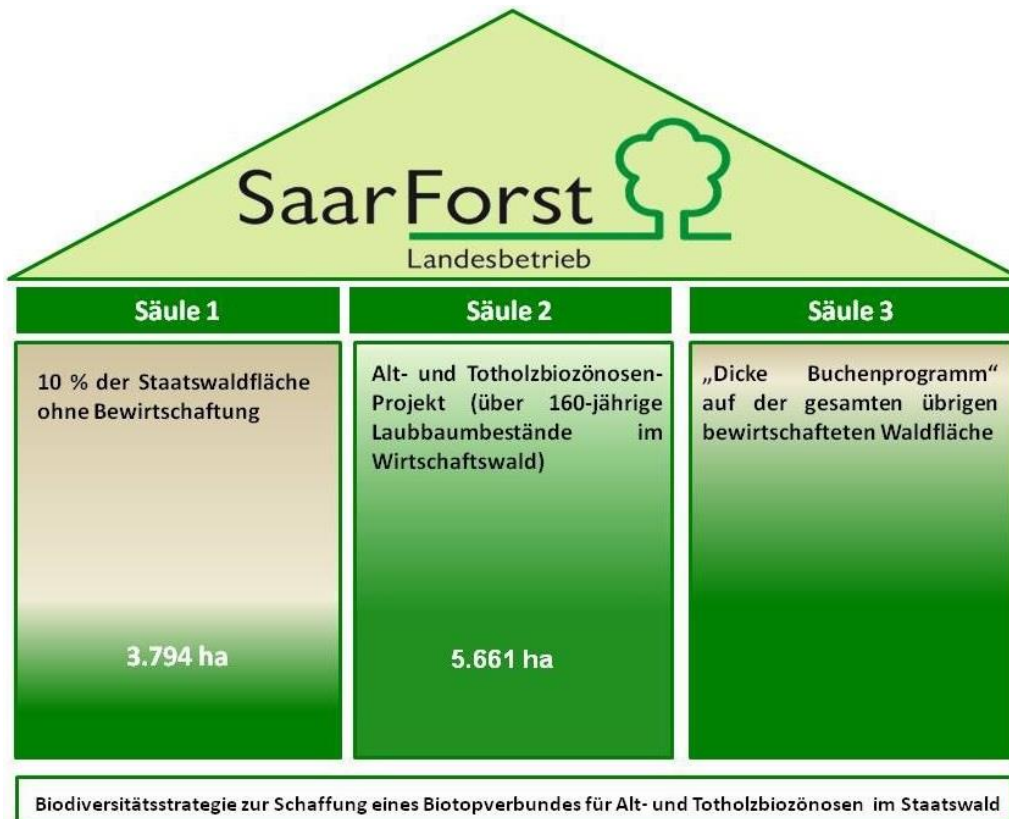 SaarForst
Landesbetrieb
Säule 1
Säule 2
Säule 3
10 % der Staatswaldfläche
ohne Bewirtschaftung
3.794 ha
Alt- und Totholzbiozönosen-
Projekt (über 160-jährige
Laubbaumbestände im
Wirtschaftswald)
5.661 ha
„Dicke Buchenprogramm“
auf der gesamten übrigen
bewirtschafteten Waldfläche
Biodiversitätsstrategie zur Schaffung eines Biotopverbundes für Alt- und Totholzbiozönosen im Staatswald